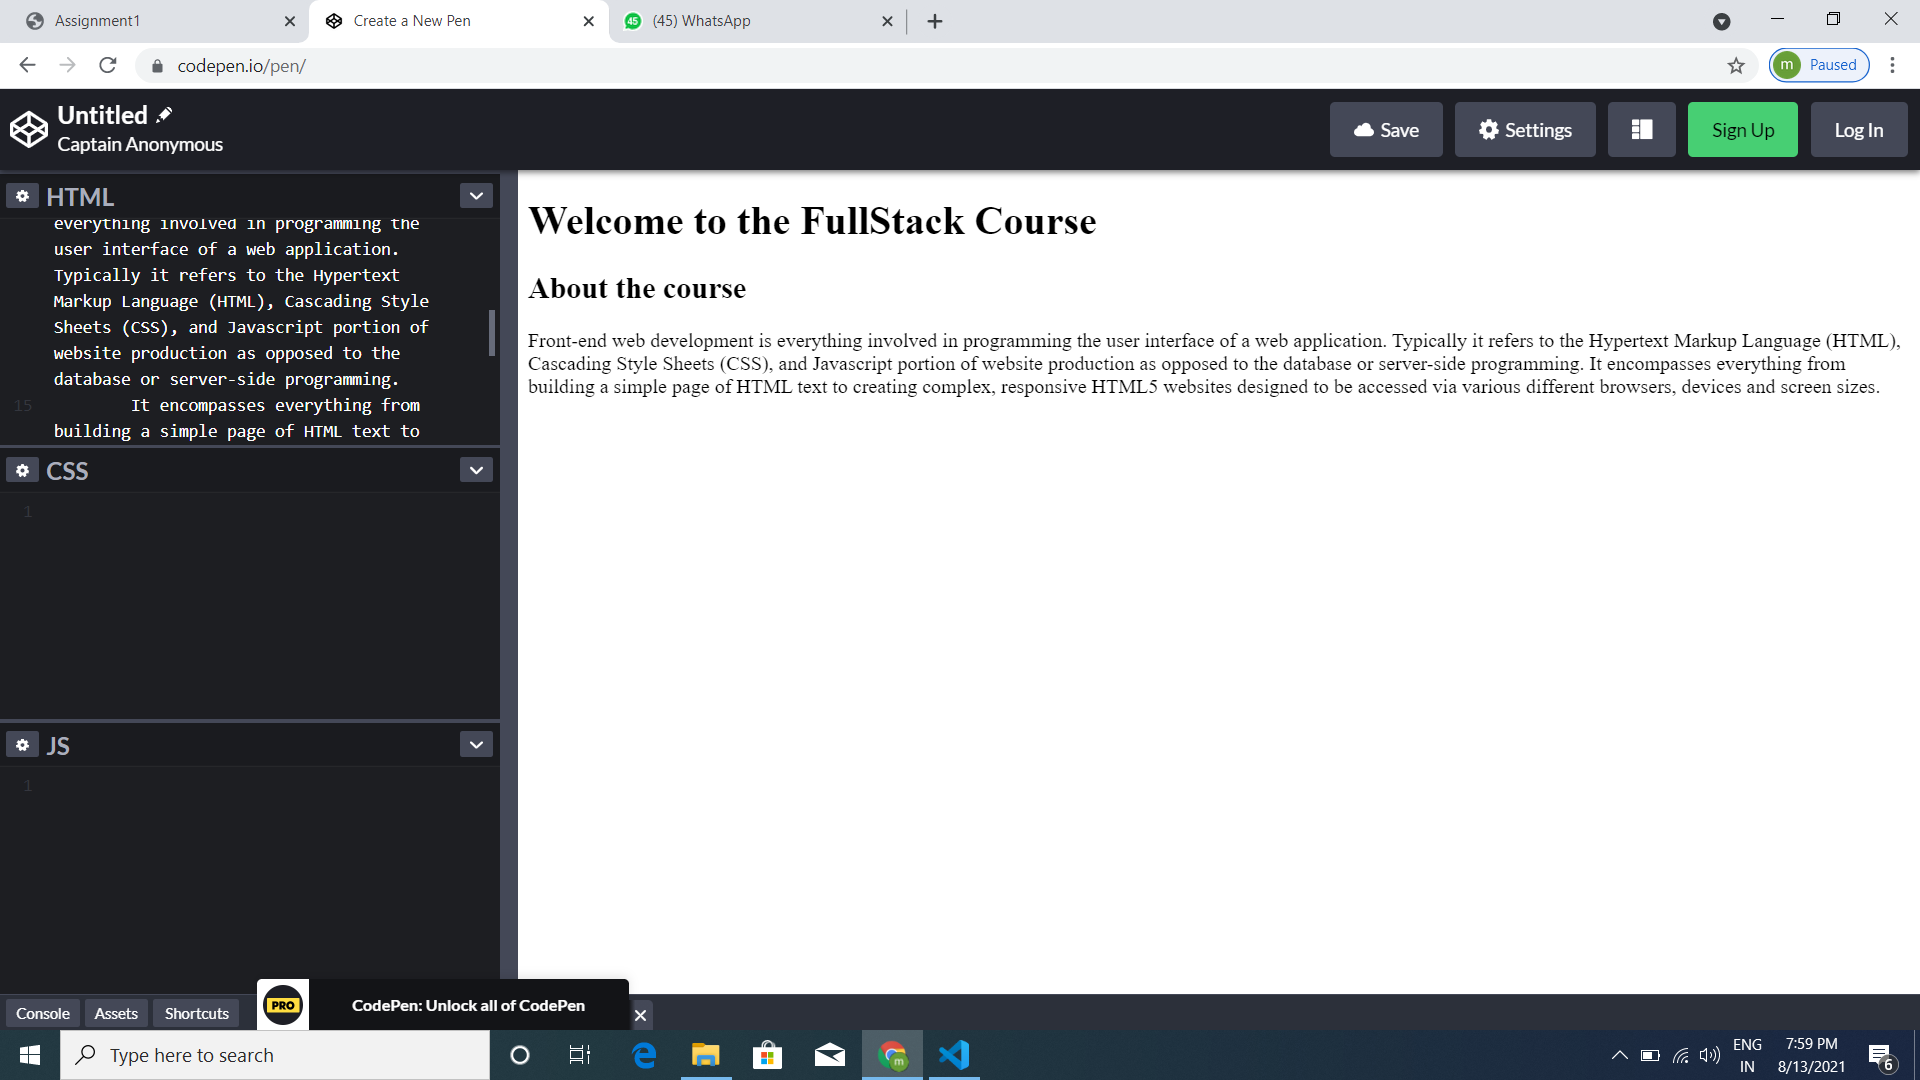 Assignment1
Create a New Pen
45
(45) WhatsApp
codepen.io/pen/
m
Paused
Untitled
Captain Anonymous
Save
Settings
Sign Up
Log In
HTML
everything involved in programming the
user interface of a web application.
Typically it refers to the Hypertext
Markup Language (HTML), Cascading Style
Sheets (CSS), and Javascript portion of
website production as opposed to the
database or server-side programming.
15 It encompasses everything from
building a simple page of HTML text to
CSS
1
JS
1
Welcome to the FullStack Course
About the course
Front-end web development is everything involved in programming the user interface of a web application. Typically it refers to the Hypertext Markup Language (HTML),
Cascading Style Sheets (CSS), and Javascript portion of website production as opposed to the database or server-side programming. It encompasses everything from
building a simple page of HTML text to creating complex, responsive HTML5 websites designed to be accessed via various different browsers, devices and screen sizes.
Console
Assets
Shortcuts
PRO
CodePen: Unlock all of CodePen
Type here to search
m
ENG
IN
7:59 PM
8/13/2021
6